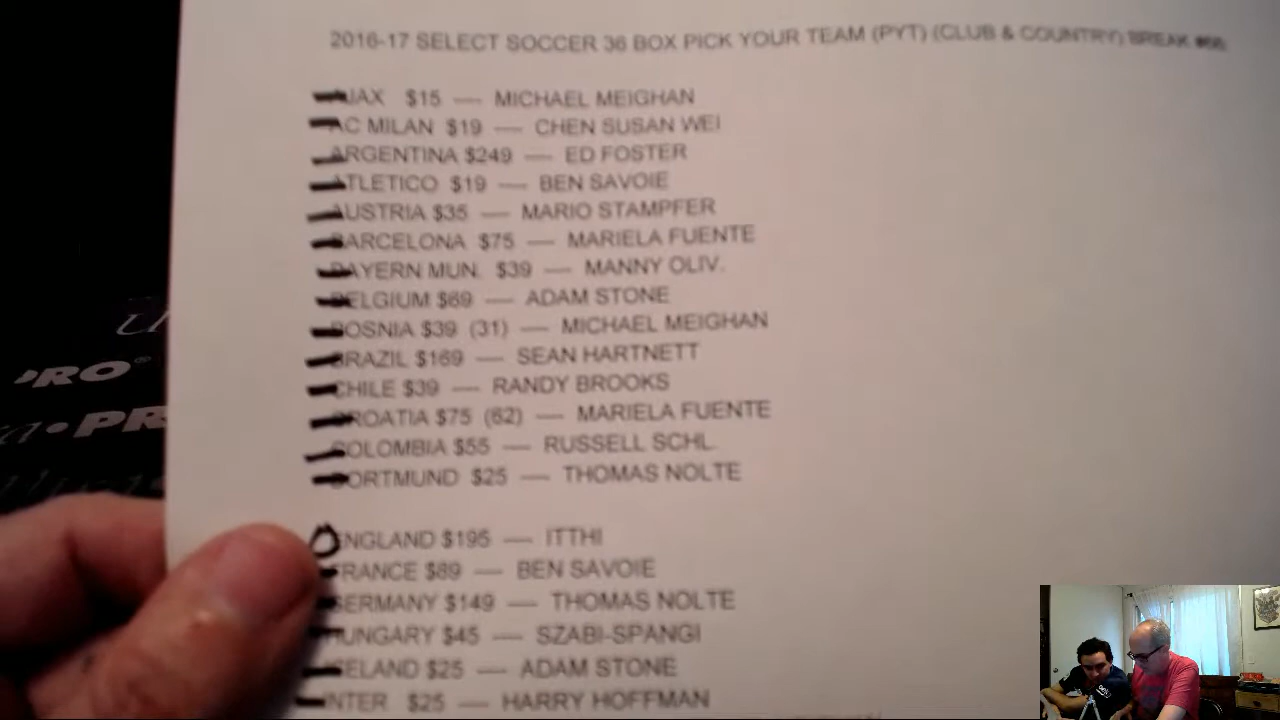 2016-17 SELECT SOCCER 36 BOX PICK YOUR TEAM (PYT) (CLUB & COUNTRY) BREAK
AJAX $15 — MICHAEL MEIGHAN
AC MILAN $19 — CHEN SUSAN WEI
ARGENTINA $249 — ED FOSTER
ATLETICO $19 — BEN SAVOIE
AUSTRIA $35 — MARIO STAMPFER
BARCELONA $75 — MARIELA FUENTE
BAYERN MUN. $39 — MANNY OLIV.
BELGIUM $69 — ADAM STONE
BOSNIA $39 (31) — MICHAEL MEIGHAN
BRAZIL $169 — SEAN HARTNETT
CHILE $39 — RANDY BROOKS
CROATIA $75 (62) — MARIELA FUENTE
COLOMBIA $55 — RUSSELL SCHL.
DORTMUND $25 — THOMAS NOLTE
ENGLAND $195 — ITTHI
FRANCE $89 — BEN SAVOIE
GERMANY $149 — THOMAS NOLTE
HUNGARY $45 — SZABI-SPANGI
$25 — ADAM STONE
INTER $25 — HARRY HOFFMAN
PRO